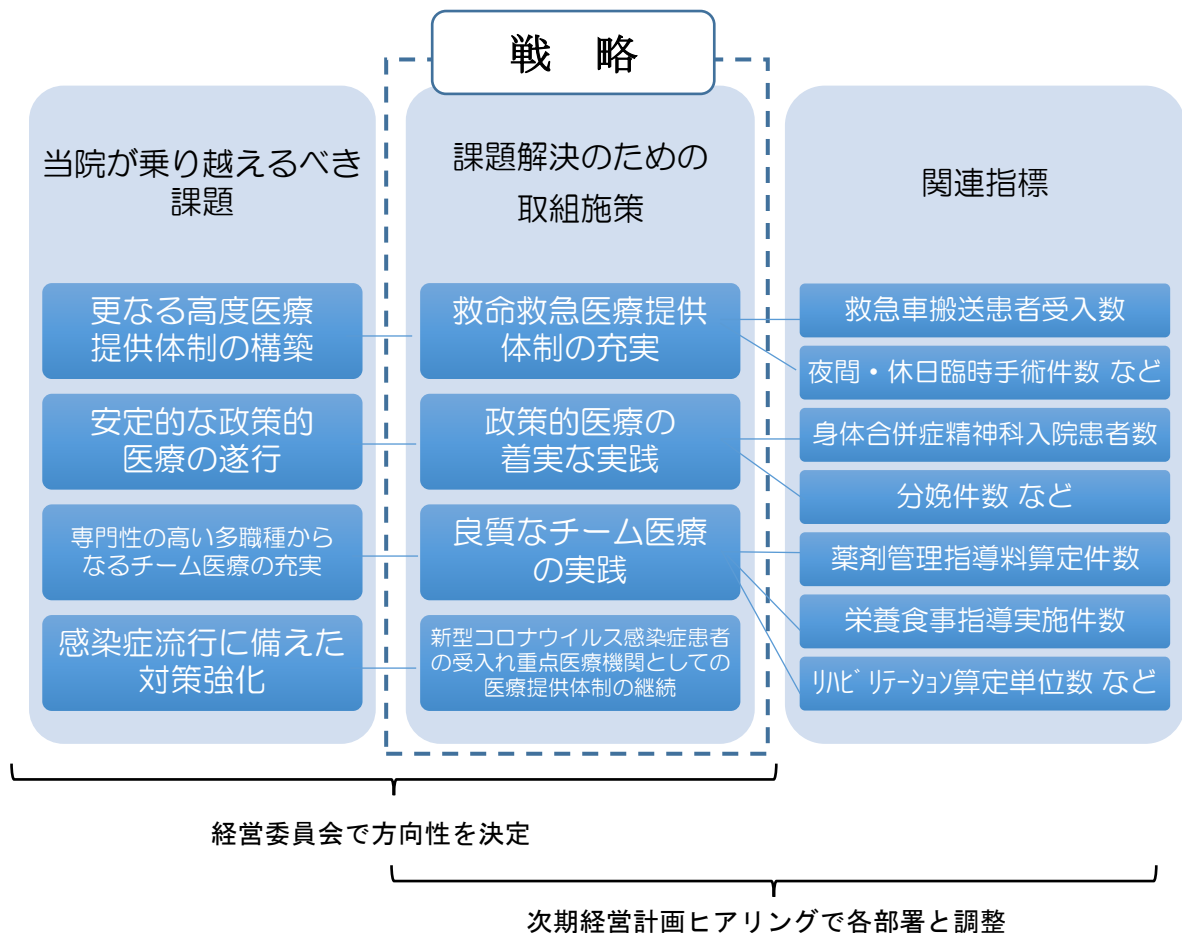 戦　略
当院が乗り越えるべき
課題
課題解決のための
取組施策
関連指標
更なる高度医療
提供体制の構築
安定的な政策的
医療の遂行
専門性の高い多職種から
なるチーム医療の充実
感染症流行に備えた
対策強化
救命救急医療提供
体制の充実
政策的医療の
着実な実践
良質なチーム医療
の実践
新型コロナウイルス感染症患者
の受入れ重点医療機関としての
医療提供体制の継続
救急車搬送患者受入数
夜間・休日臨時手術件数 など
身体合併症精神科入院患者数
分娩件数 など
薬剤管理指導料算定件数
栄養食事指導実施件数
ﾘﾊﾋﾞﾘﾃｰｼｮﾝ算定単位数 など
経営委員会で方向性を決定
次期経営計画ヒアリングで各部署と調整